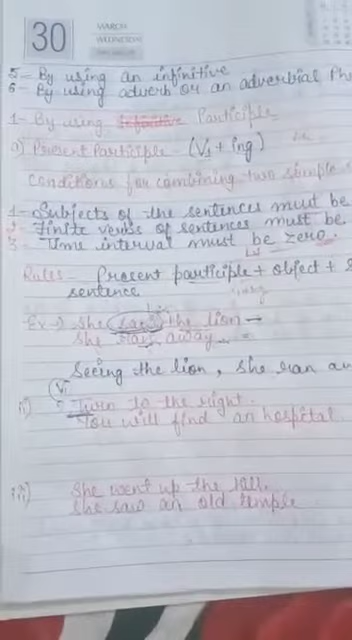 30
MARCH
WEDNESDAY
5 - By using an infinitive
6 - By using adverb or an adverbial Ph
1 - By using Participle
a) Present Participle - (V1 + ing)
Conditions for combining two simple
1 - Subjects of the sentences must be
2 - Finite verbs of sentences must be
3 - Time interval must be zero.
Rules - Present participle + object +
sentence
Ex → She the lion →
She away
Seeing the lion, she ran
V1
ii) Turn to the right.
You will find an hospital
iii) She went up the hill.
She saw an old temple